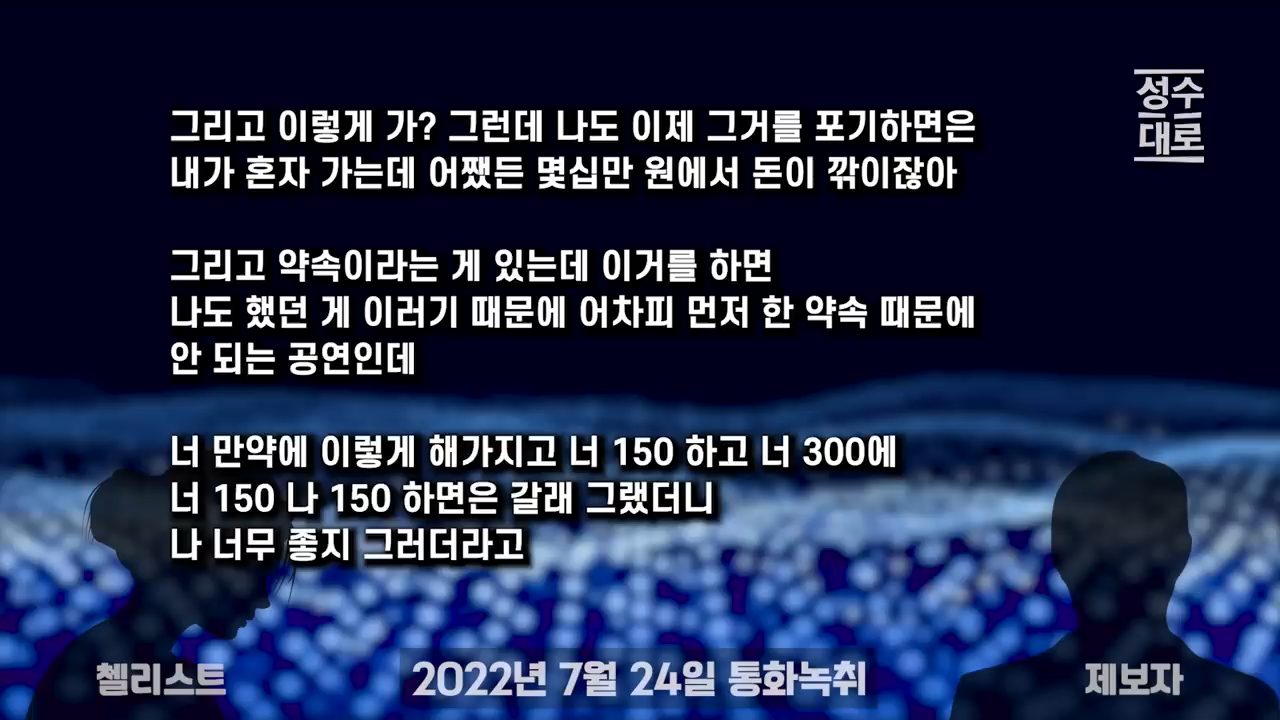 성수
대로
그리고 이렇게 가? 그런데 나도 이제 그거를 포기하면은
내가 혼자 가는데 어쨌든 몇십만 원에서 돈이 깎이잖아
그리고 약속이라는 게 있는데 이거를 하면
나도 했던 게 이러기 때문에 어차피 먼저 한 약속 때문에
안 되는 공연인데
너 만약에 이렇게 해가지고 너 150 하고 너 300에
너 150 나 150 하면은 갈래 그랬더니
나 너무 좋지 그러더라고
첼리스트
2022년 7월 24일 통화녹취
제보자